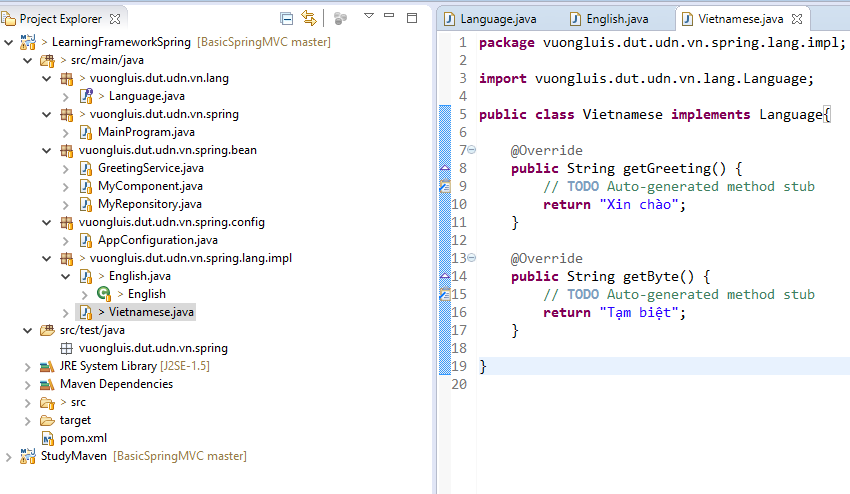 Project Explorer
> LearningFrameworkSpring [BasicSpringMVC master]
> src/main/java
vuongluis.dut.udn.vn.lang
> Language.java
> vuongluis.dut.udn.vn.spring
MainProgram.java
vuongluis.dut.udn.vn.spring.bean
GreetingService.java
MyComponent.java
MyReponsitory.java
vuongluis.dut.udn.vn.spring.config
AppConfiguration.java
> vuongluis.dut.udn.vn.spring.lang.impl
> English.java
> English
> Vietnamese.java
src/test/java
vuongluis.dut.udn.vn.spring
JRE System Library [J2SE-1.5]
Maven Dependencies
> src
target
pom.xml
StudyMaven [BasicSpringMVC master]
Language.java English.java Vietnamese.java
1 package vuongluis.dut.udn.vn.spring.lang.impl;
2
3 import vuongluis.dut.udn.vn.lang.Language;
4
5 public class Vietnamese implements Language{
6
7 @Override
8 public String getGreeting() {
9 // TODO Auto-generated method stub
10 return "Xin chào";
11 }
12
13 @Override
14 public String getByte() {
15 // TODO Auto-generated method stub
16 return "Tạm biệt";
17 }
18
19 }
20